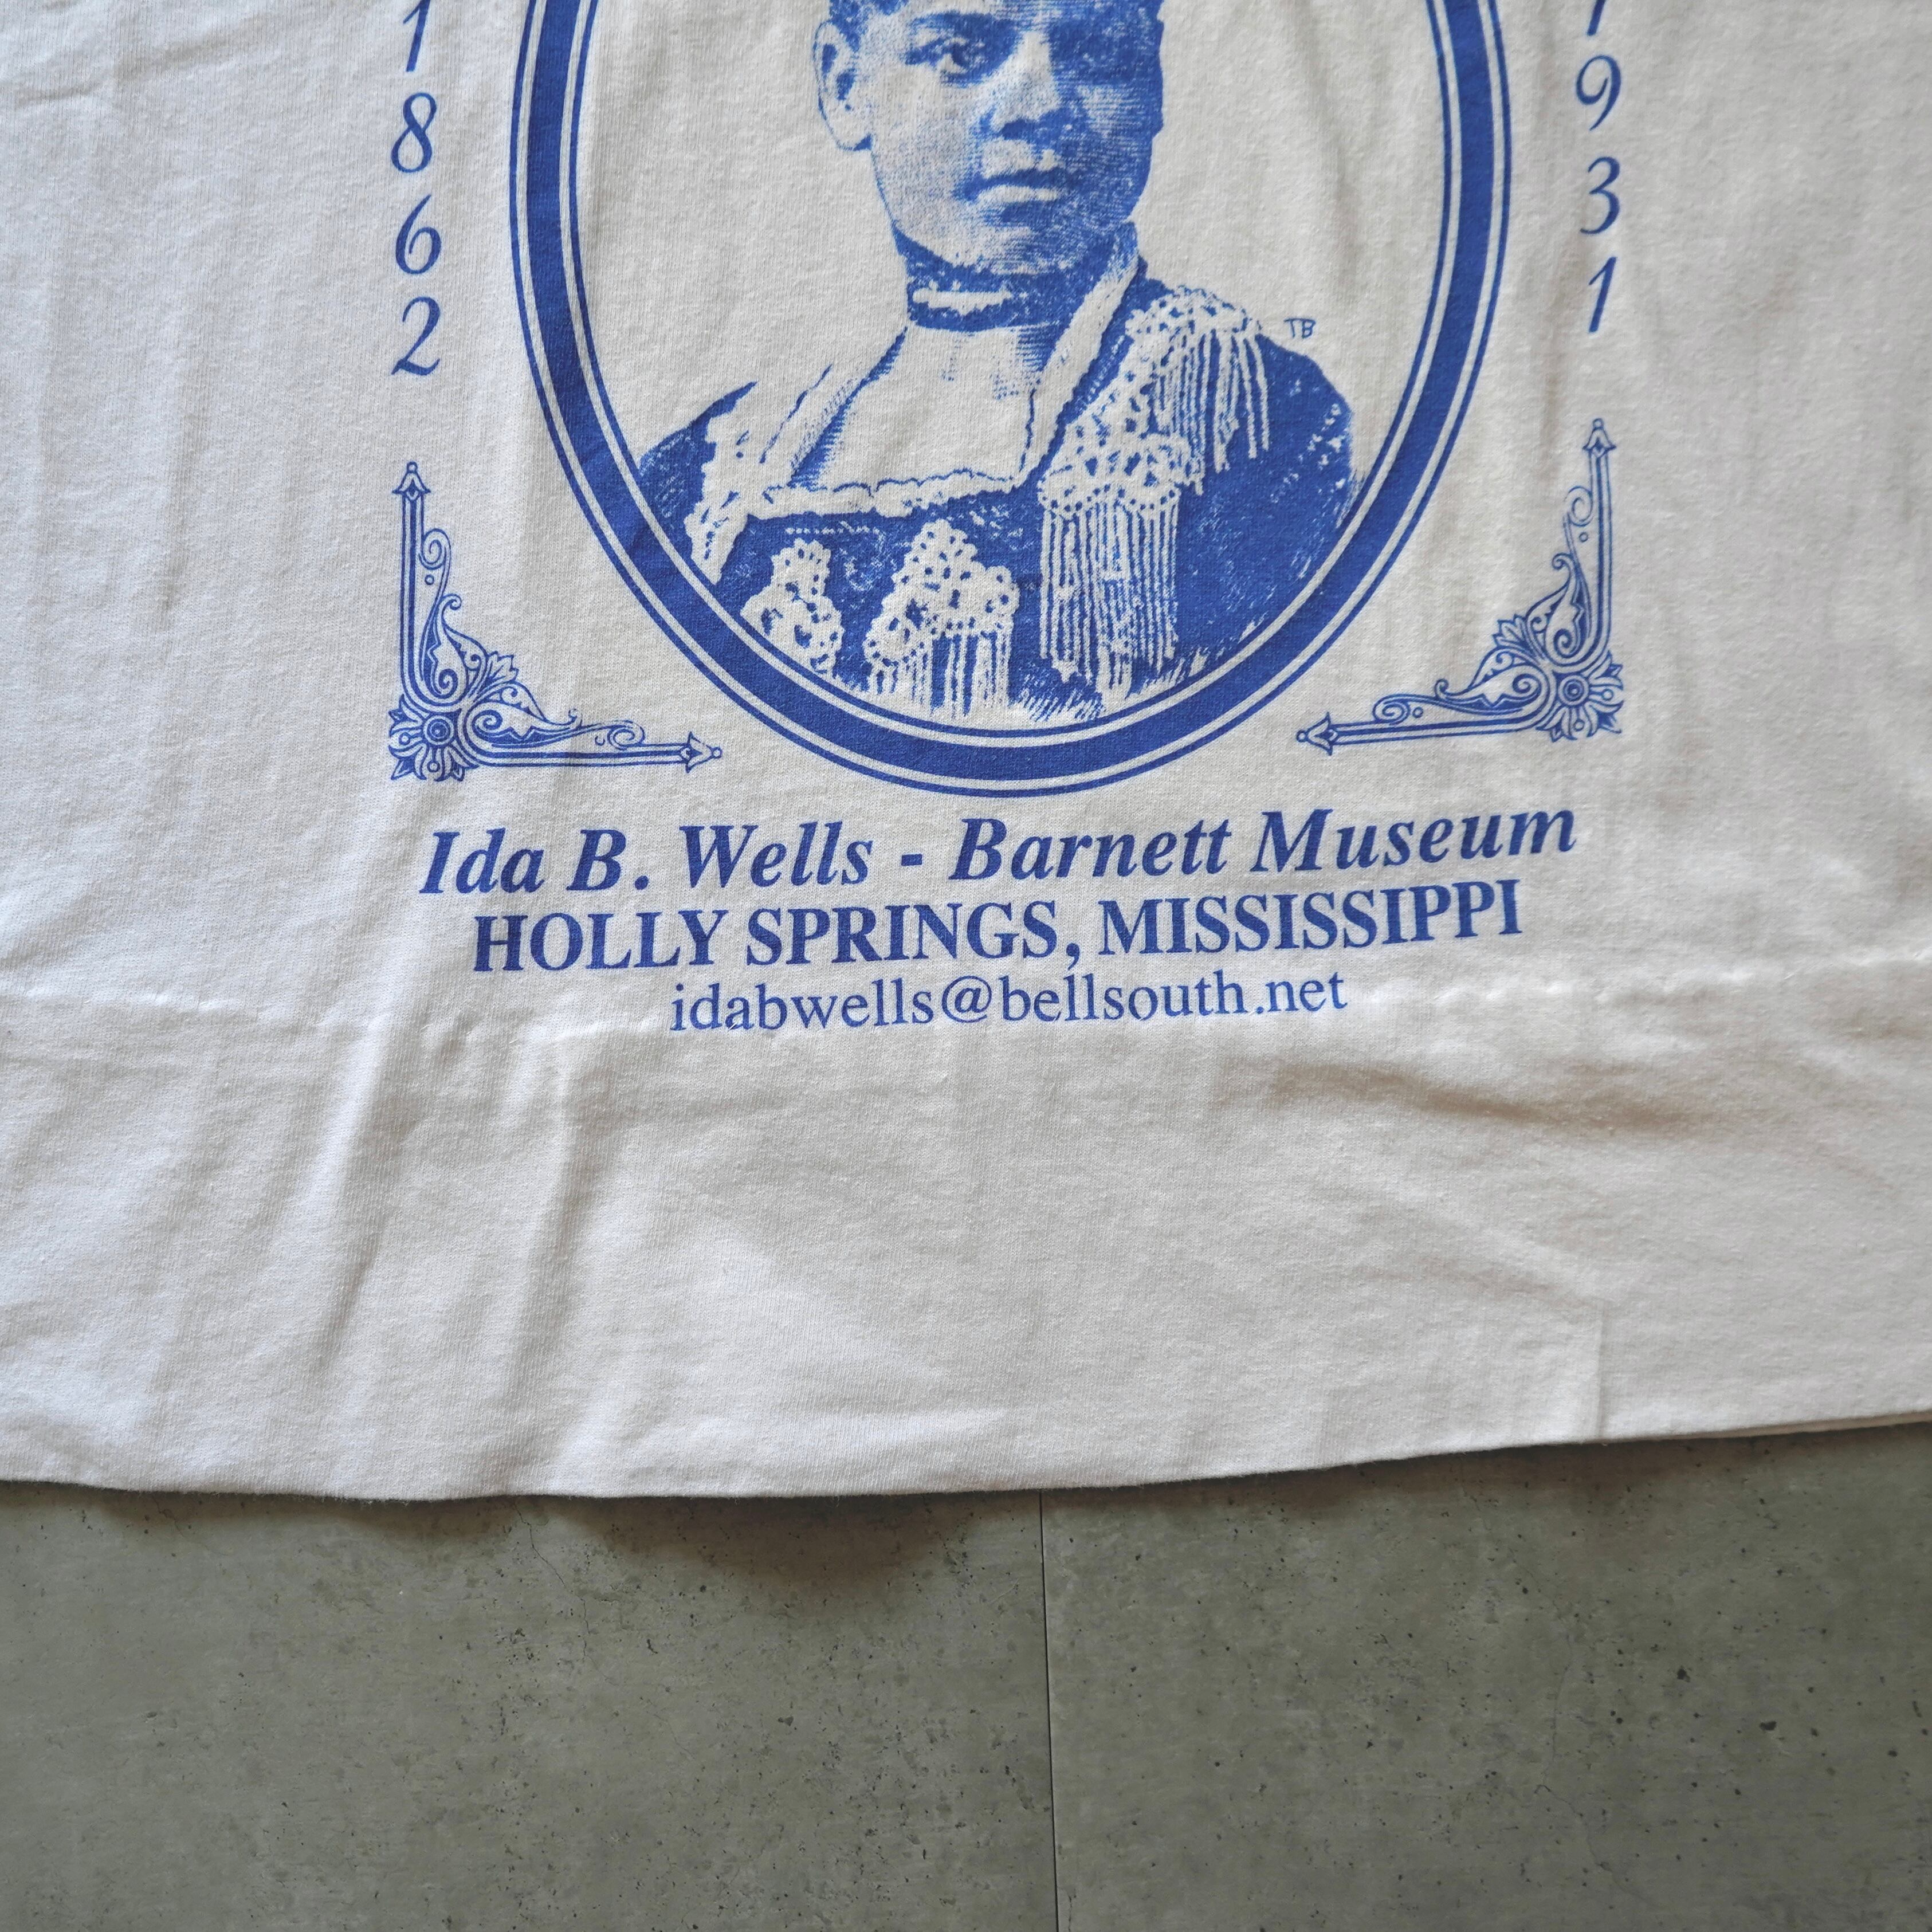 1862
1931
TB
Ida B. Wells - Barnett Museum
HOLLY SPRINGS, MISSISSIPPI
idabwells@bellsouth.net